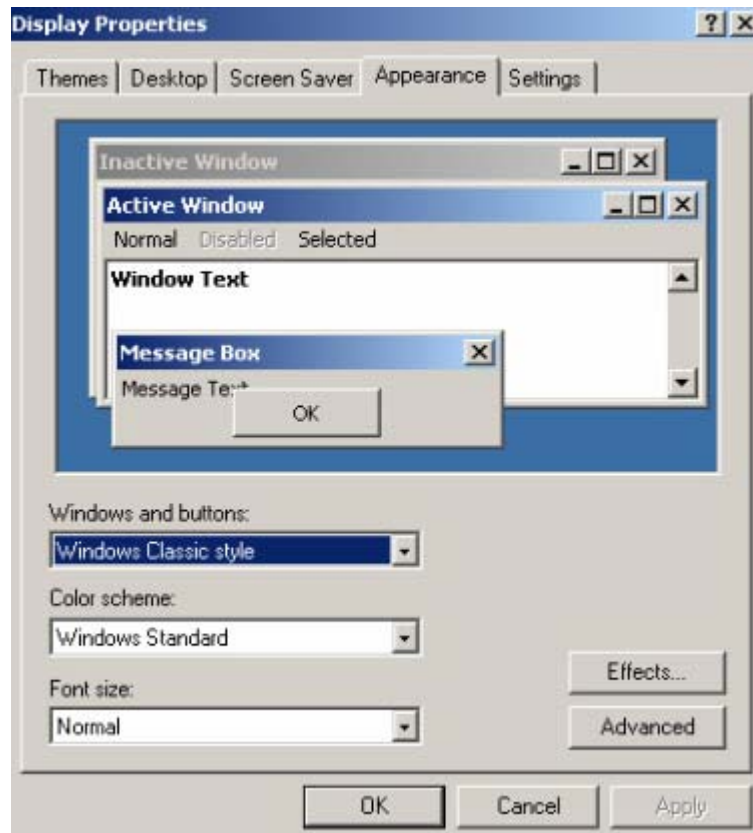 Display Properties
Themes Desktop Screen Saver Appearance Settings
Inactive Window
Active Window
Normal Disabled Selected
Window Text
Message Box
Message Text
OK
Windows and buttons:
Windows Classic style
Color scheme:
Windows Standard
Effects...
Font size:
Normal
Advanced
OK Cancel Apply